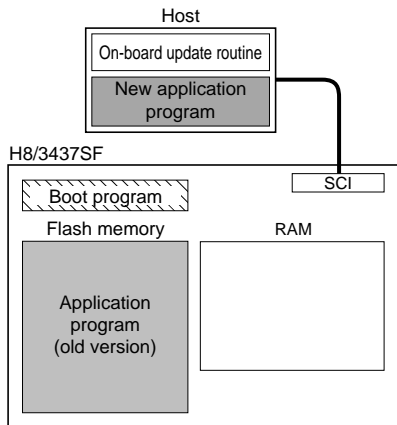 Host
On-board update routine
New application
program
H8/3437SF
SCI
Boot program
Flash memory
RAM
Application
program
(old version)